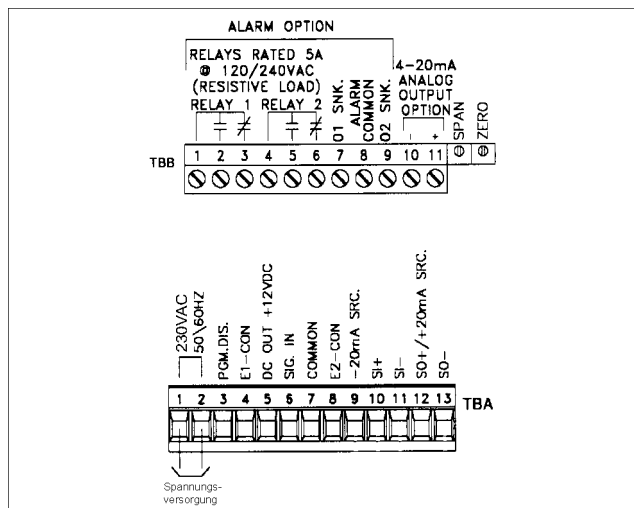 ALARM OPTION
RELAYS RATED 5A
@ 120/240VAC
(RESISTIVE LOAD)
RELAY 1 RELAY 2
O1 SNK.
ALARM
COMMON
O2 SNK.
4-20mA
ANALOG
OUTPUT
OPTION
- +
SPAN
ZERO
TBB 1 2 3 4 5 6 7 8 9 10 11
230VAC
50\60HZ
PGM.DIS.
E1-CON
DC OUT +12VDC
SIG. IN
COMMON
E2-CON
-20mA SRC.
SI+
SI-
SO+/+20mA SRC.
SO-
1 2 3 4 5 6 7 8 9 10 11 12 13 TBA
Spannungs-
versorgung